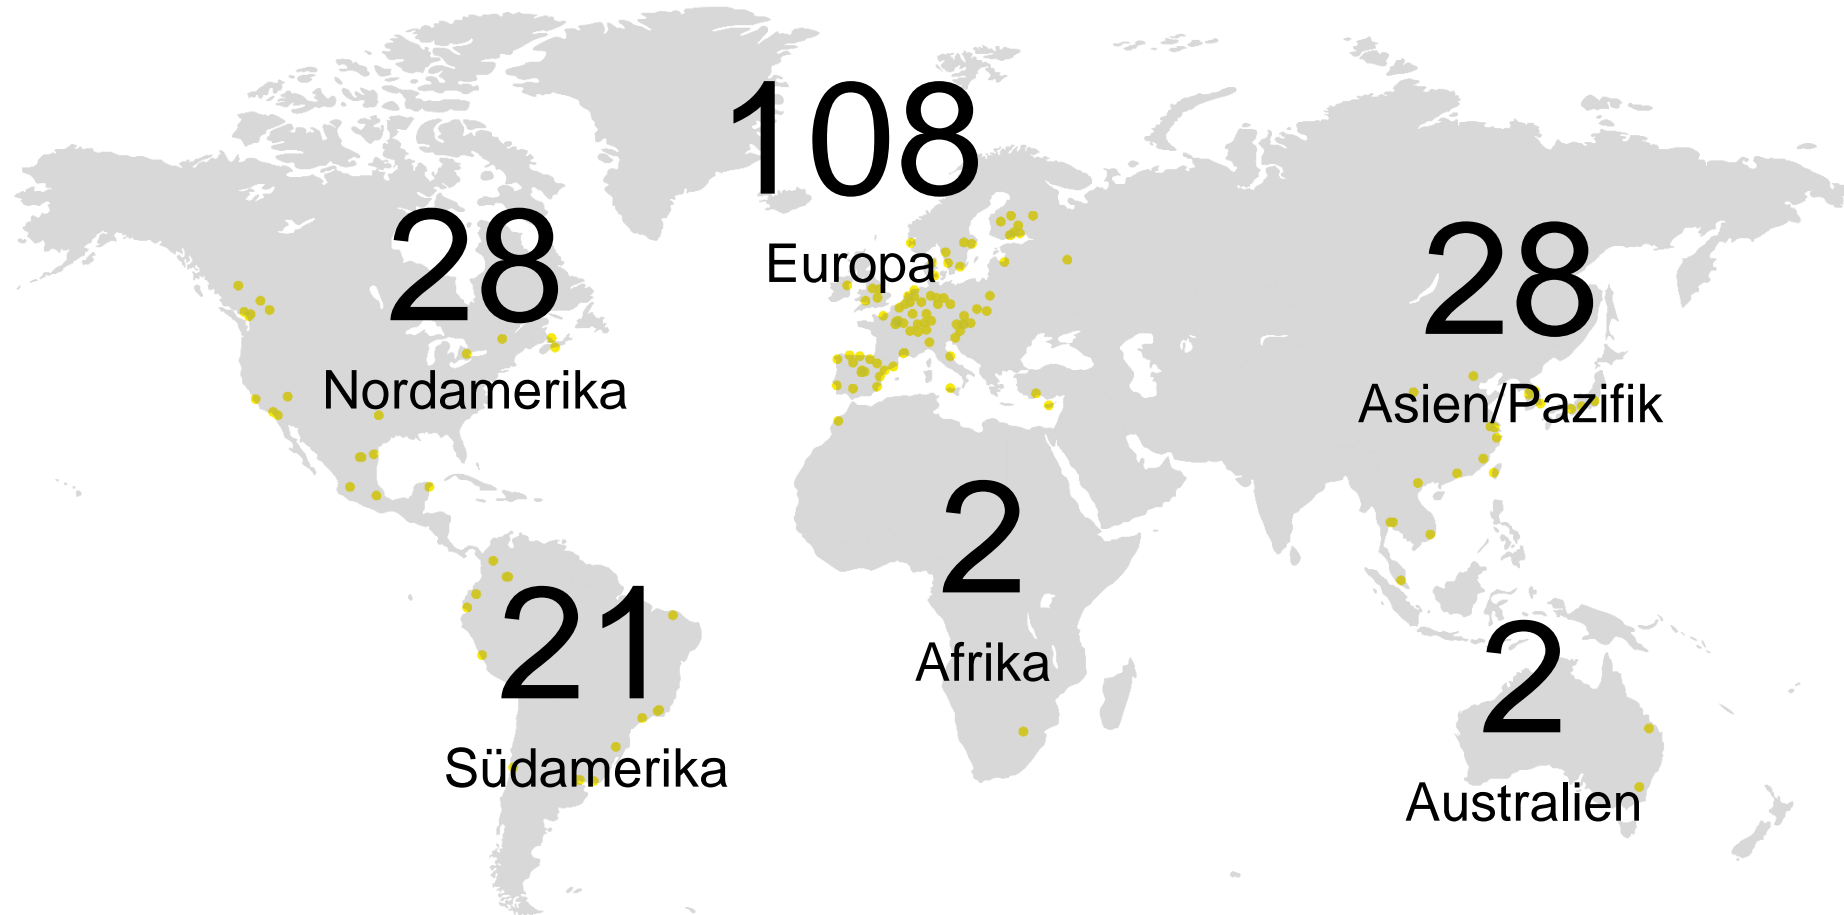 108
Europa
28
Nordamerika
28
Asien/Pazifik
2
Afrika
21
Südamerika
2
Australien